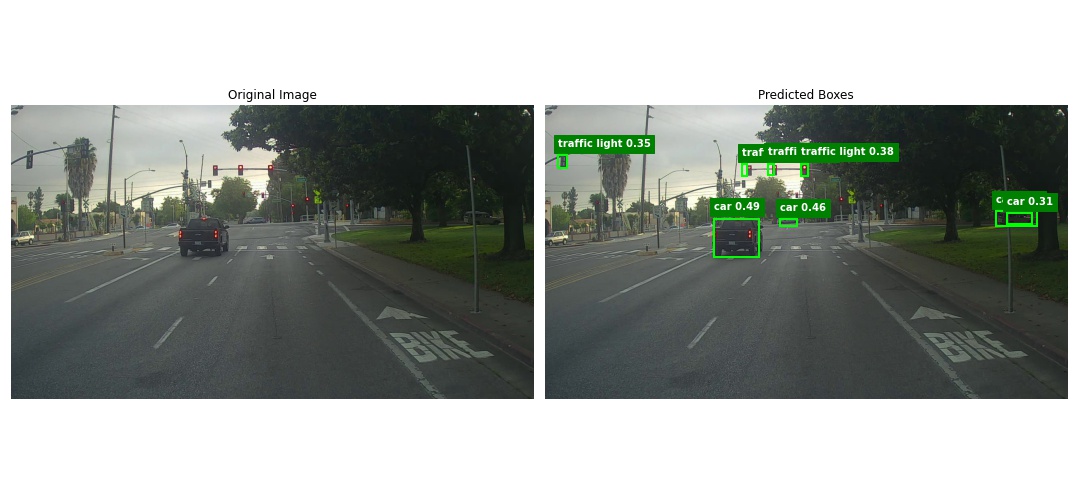 Original Image
Predicted Boxes
traffic light 0.35
traf
traffi
traffic light 0.38
car 0.49
car 0.46
car 0.31
BIKE
BIKE